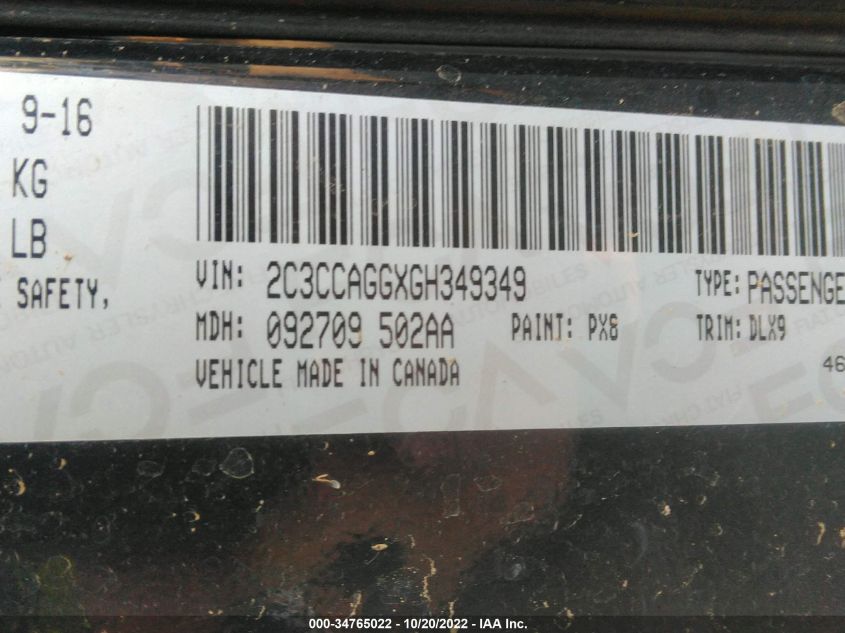 9-16
KG
LB
SAFETY,
VIN: 2C3CCAGGXGH349349
TYPE: PASSENGE
MDH: 092709 502AA
PAINT: PX8
TRIM: DLX9
VEHICLE MADE IN CANADA
46
000-34765022 - 10/20/2022 - IAA Inc.